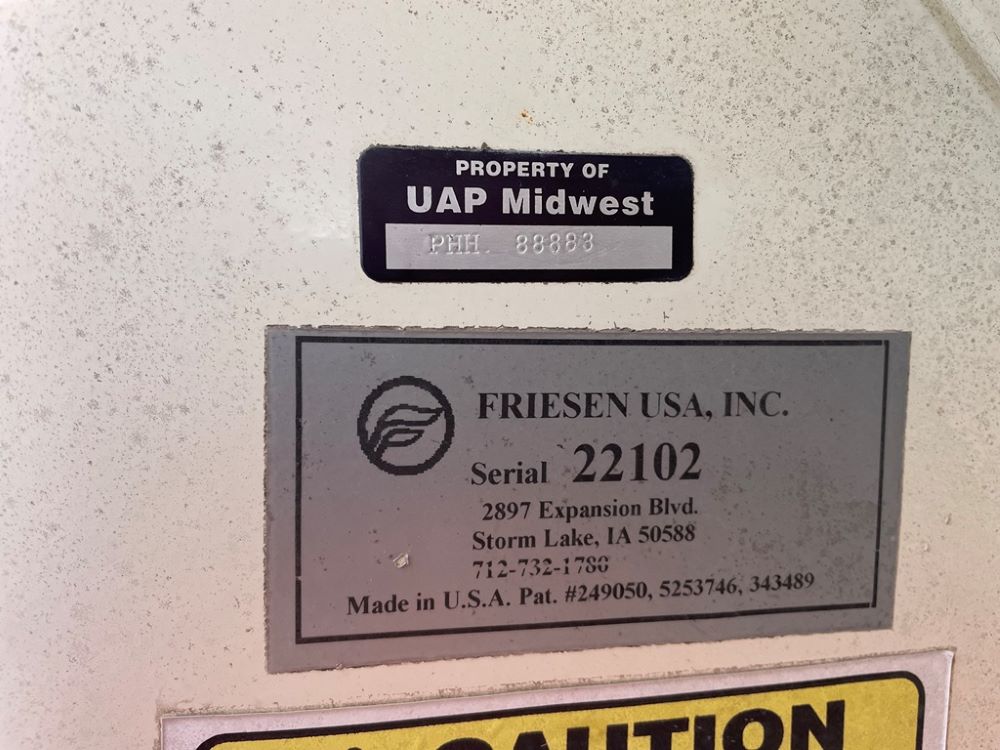 PROPERTY OF
UAP Midwest
PHH. 88883
FRIESEN USA, INC.
Serial 22102
2897 Expansion Blvd.
Storm Lake, IA 50588
712-732-1780
Made in U.S.A. Pat. #249050, 5253746, 343489
CAUTION